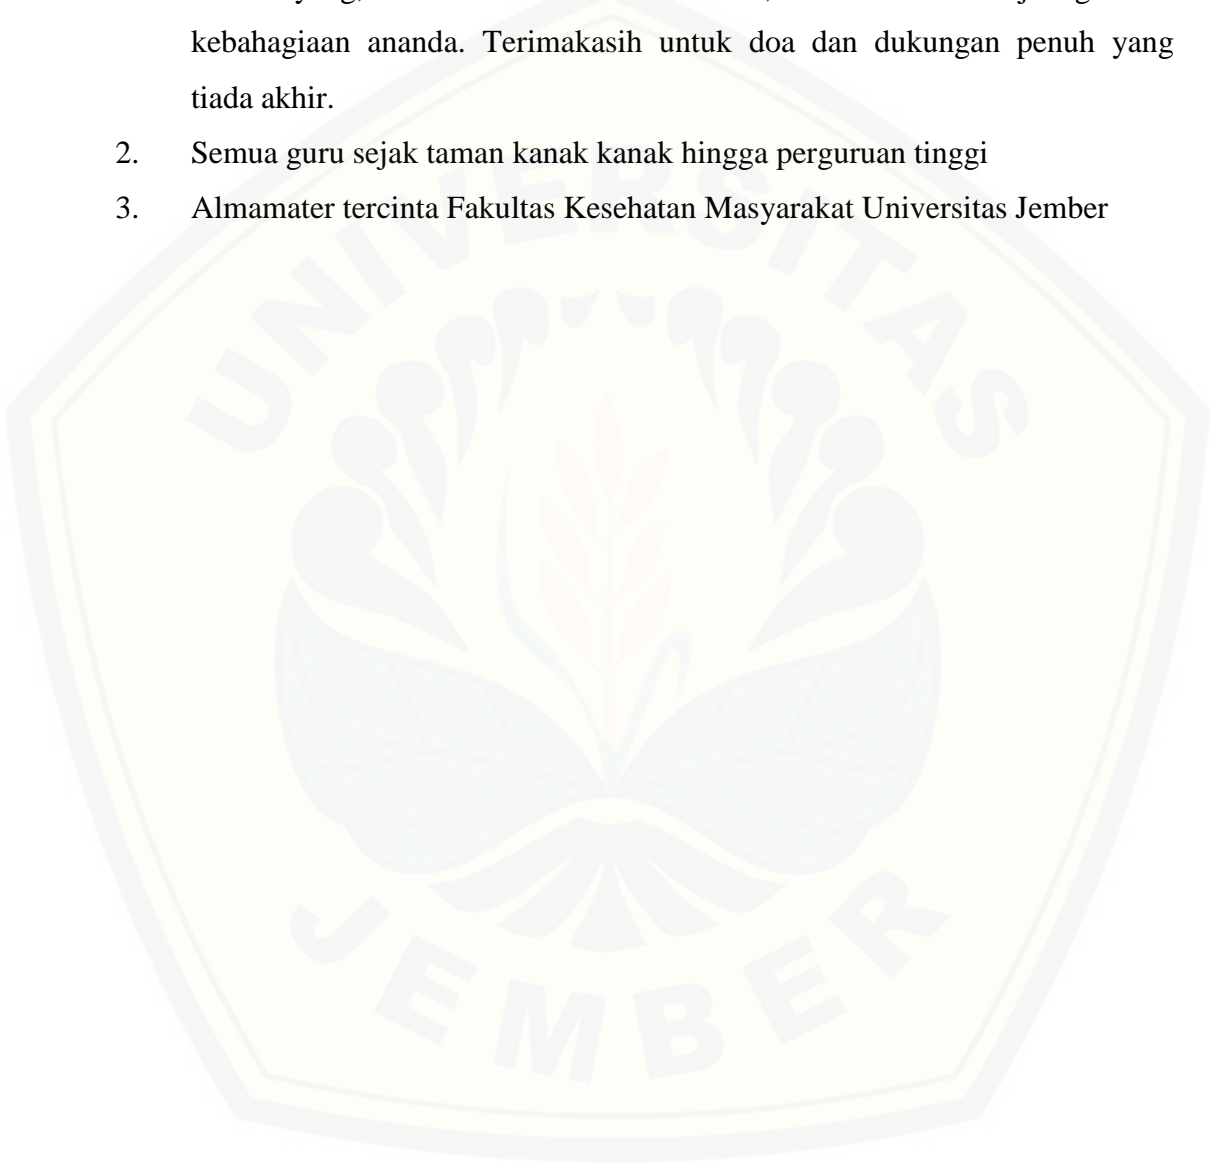 kebahagiaan ananda. Terimakasih untuk doa dan dukungan penuh yang
tiada akhir.
2. Semua guru sejak taman kanak kanak hingga perguruan tinggi
3. Almamater tercinta Fakultas Kesehatan Masyarakat Universitas Jember
UNIVERSITAS
JEMBER